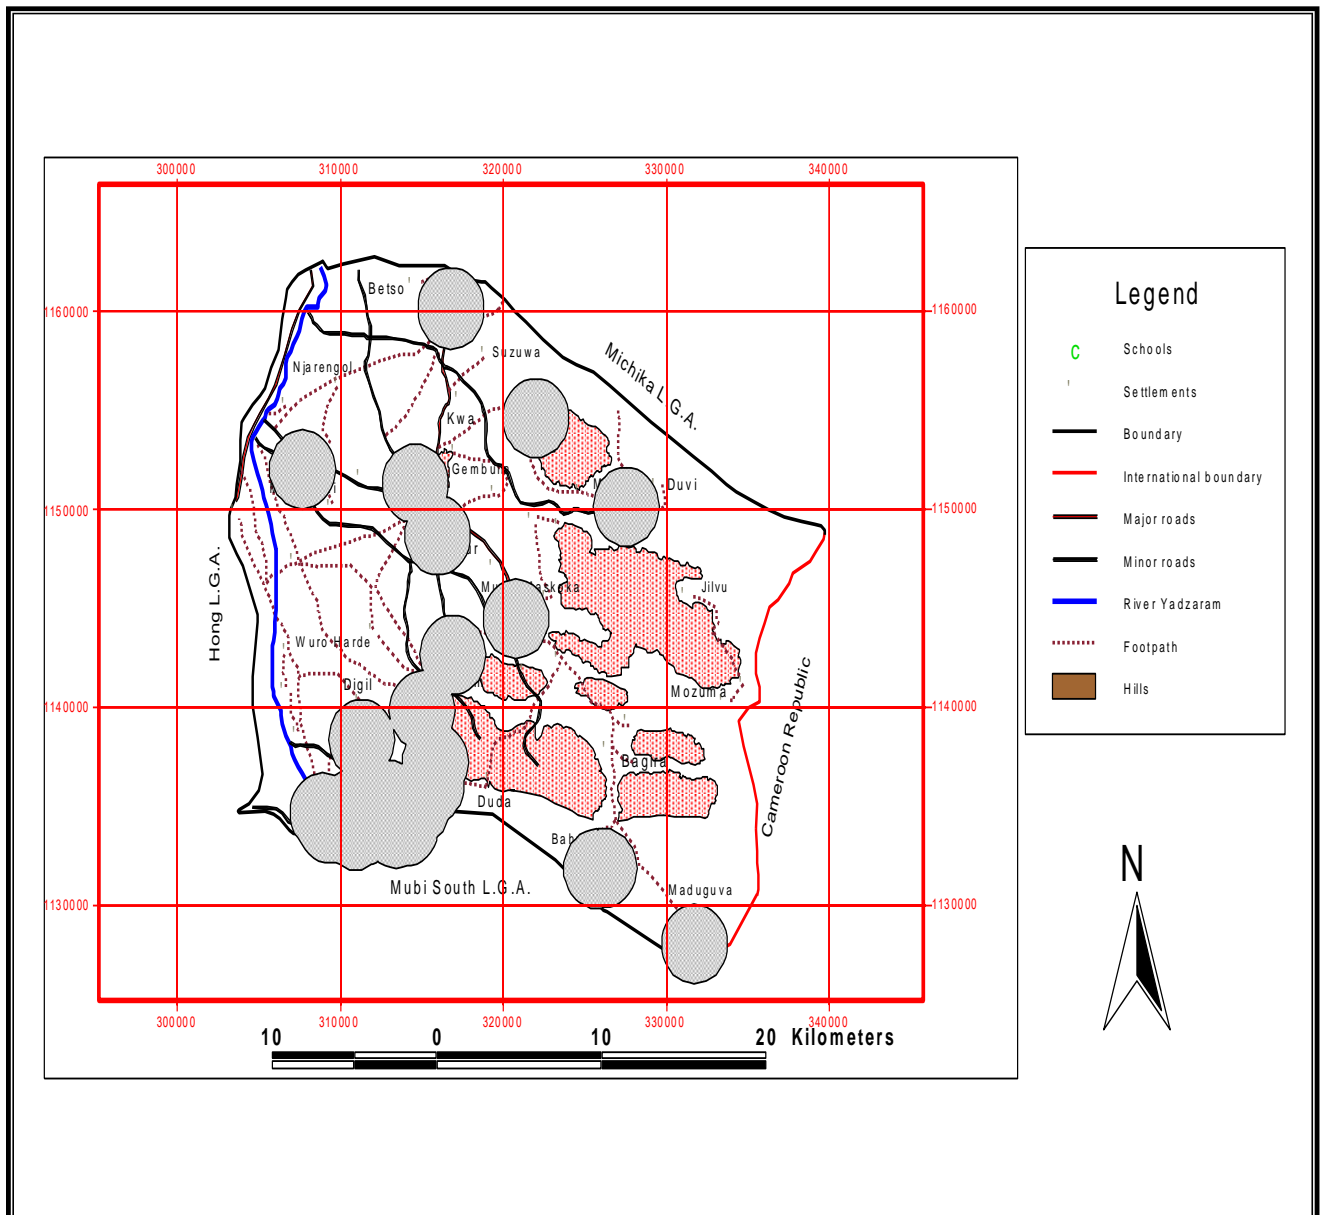 300000 310000 320000 330000 340000
Betso
1160000 1160000
Legend
Schools
Suzuwa
Michika L.G.A.
Njarengol
Settlements
Kwa
Boundary
Gembuna
International boundary
Duvi
1150000 1150000
Major roads
Hong L.G.A.
Minor roads
Jilvu
River Yadzaram
Wuro Harde
Footpath
Digil
Mozuma
Hills
1140000 1140000
Cameroon Republic
Bagira
Duda
Bah
N
Mubi South L.G.A.
Maduguva
1130000 1130000
300000 310000 320000 330000 340000
10 0 10 20 Kilometers